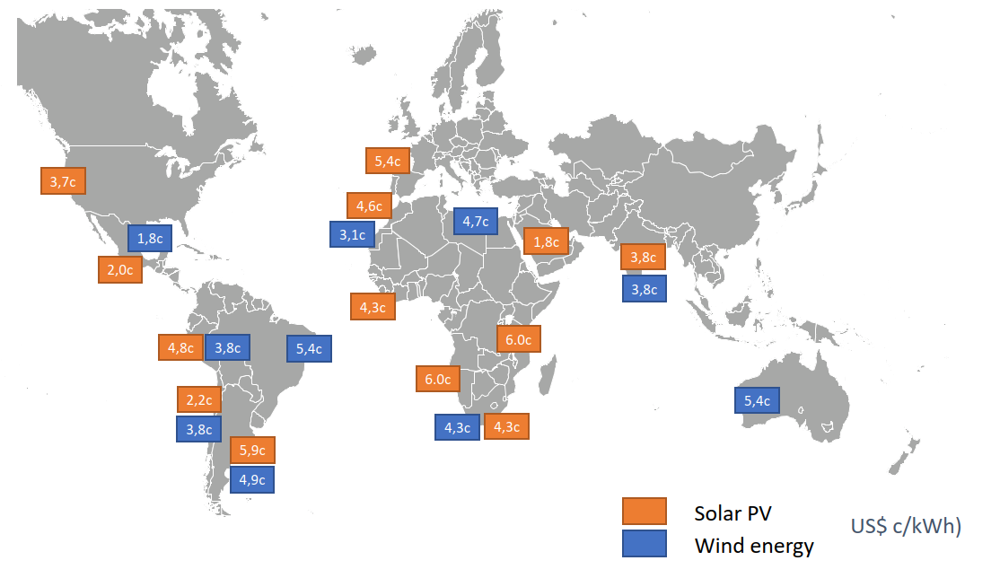 5,4c
3,7c
4,6c
4,7c
3,1c
1,8c
1,8c
3,8c
2,0c
3,8c
4,3c
6.0c
4,8c
3,8c
5,4c
6.0c
2,2c
5,4c
3,8c
4,3c
4,3c
5,9c
4,9c
Solar PV
US$ c/kWh)
Wind energy